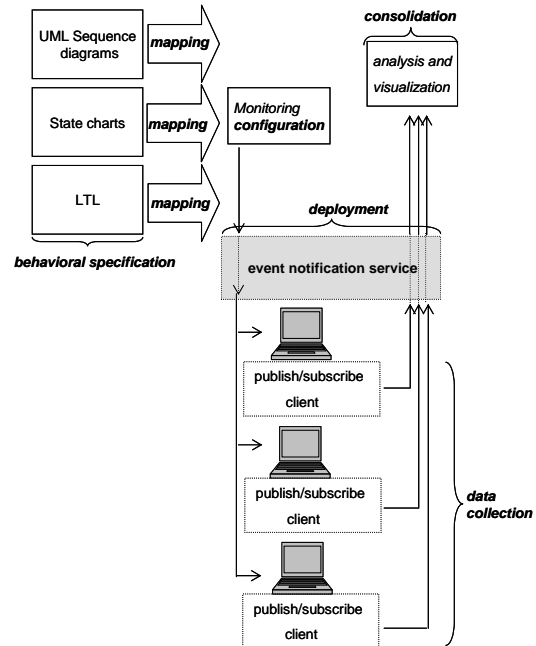 consolidation
UML Sequence
diagrams
mapping
analysis and
visualization
State charts
mapping
Monitoring
configuration
LTL
mapping
deployment
behavioral specification
event notification service
publish/subscribe
client
publish/subscribe
client
data
collection
publish/subscribe
client